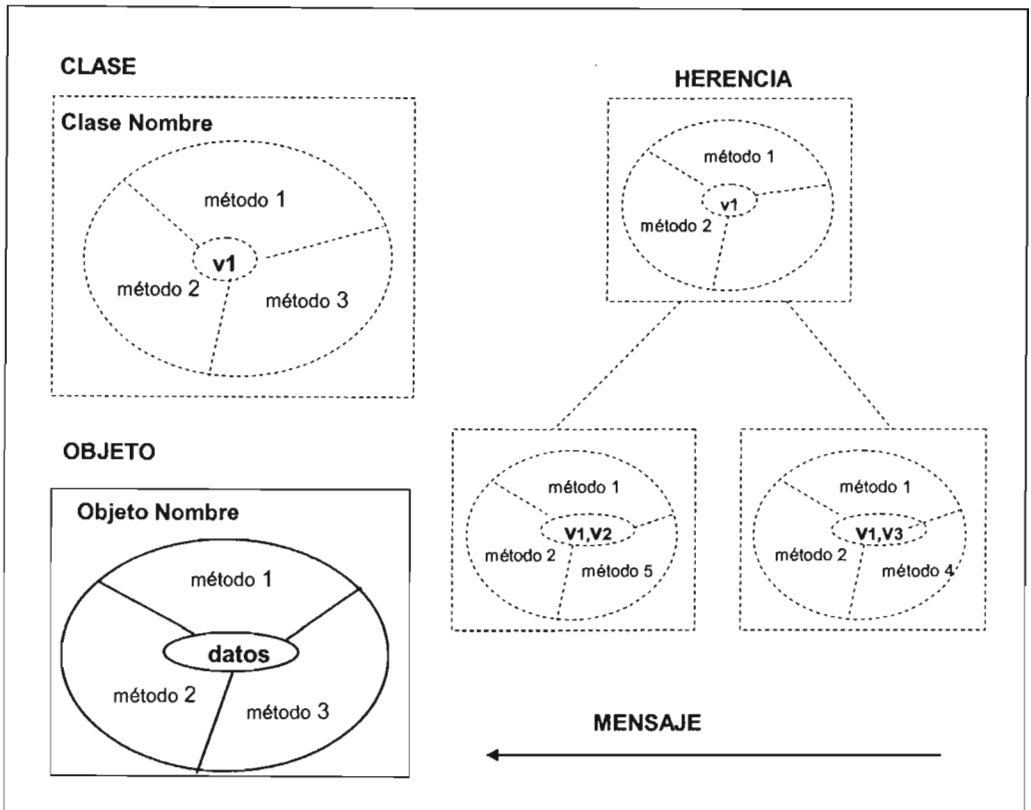 CLASE
Clase Nombre
método 1
v1
método 2
método 3
HERENCIA
método 1
v1
método 2
método 1
V1,V2
método 2
método 5
método 1
V1,V3
método 2
método 4
OBJETO
Objeto Nombre
método 1
datos
método 2
método 3
MENSAJE